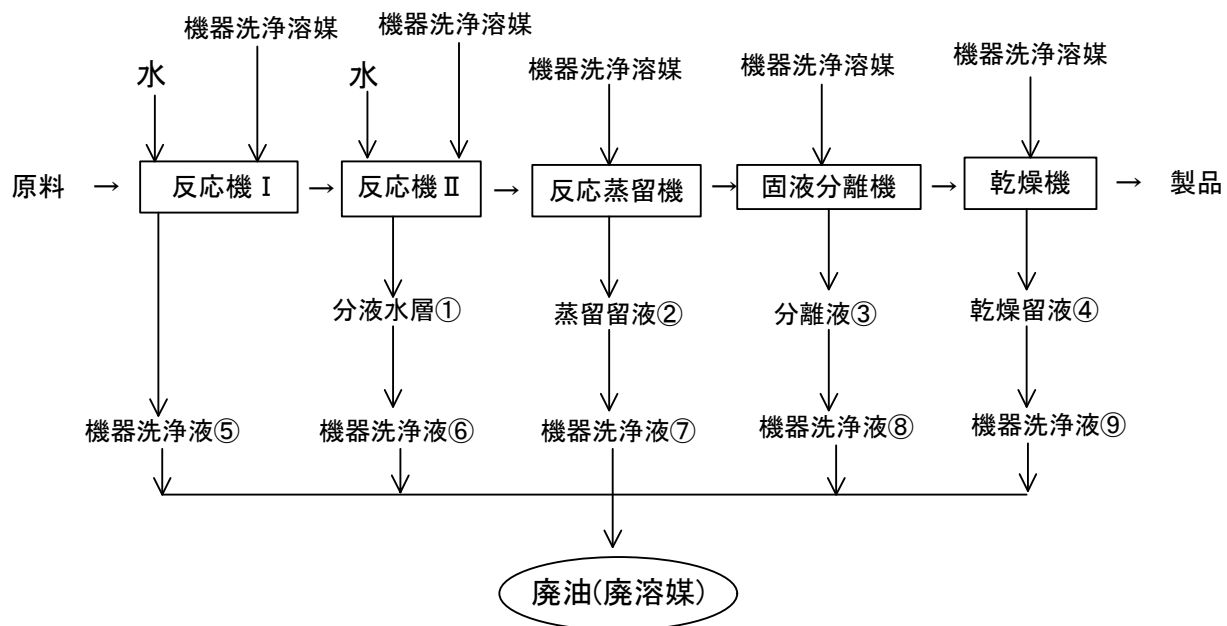 機器洗浄溶媒
機器洗浄溶媒
機器洗浄溶媒
機器洗浄溶媒
機器洗浄溶媒
水
水
原料 → 反応機Ⅰ → 反応機Ⅱ → 反応蒸留機 → 固液分離機 → 乾燥機 → 製品
分液水層① 蒸留留液② 分離液③ 乾燥留液④
機器洗浄液⑤ 機器洗浄液⑥ 機器洗浄液⑦ 機器洗浄液⑧ 機器洗浄液⑨
廃油(廃溶媒)